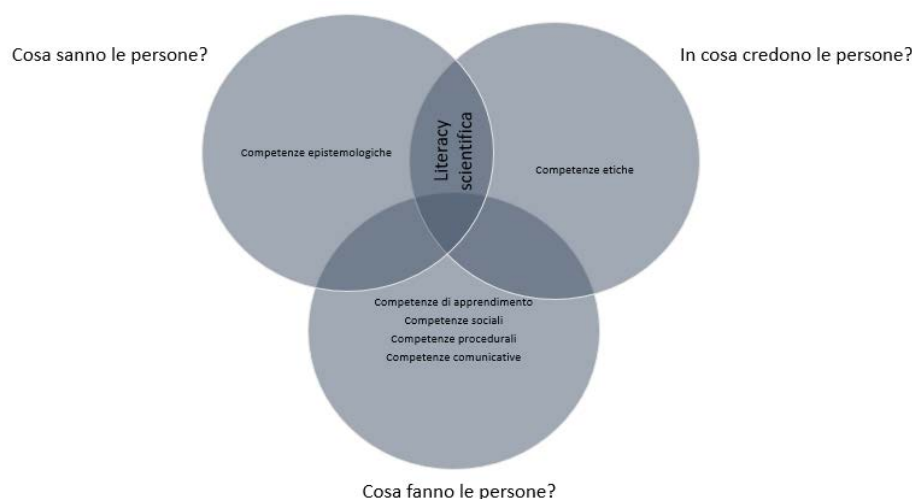 Cosa sanno le persone?
In cosa credono le persone?
Competenze epistemologiche
Literacy
scientifica
Competenze etiche
Competenze di apprendimento
Competenze sociali
Competenze procedurali
Competenze comunicative
Cosa fanno le persone?